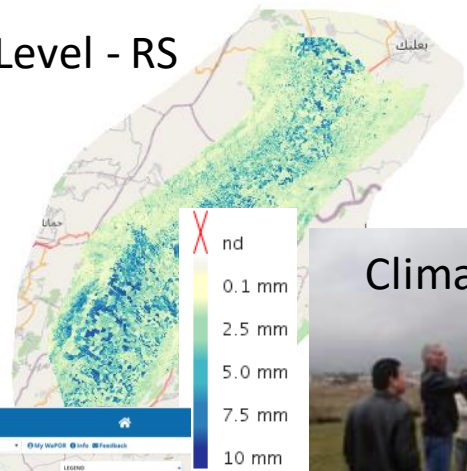 Level - RS
بعلبك
حمانا
nd
0.1 mm
2.5 mm
5.0 mm
7.5 mm
10 mm
Clima
My WaPOR Info Feedback
LEGEND